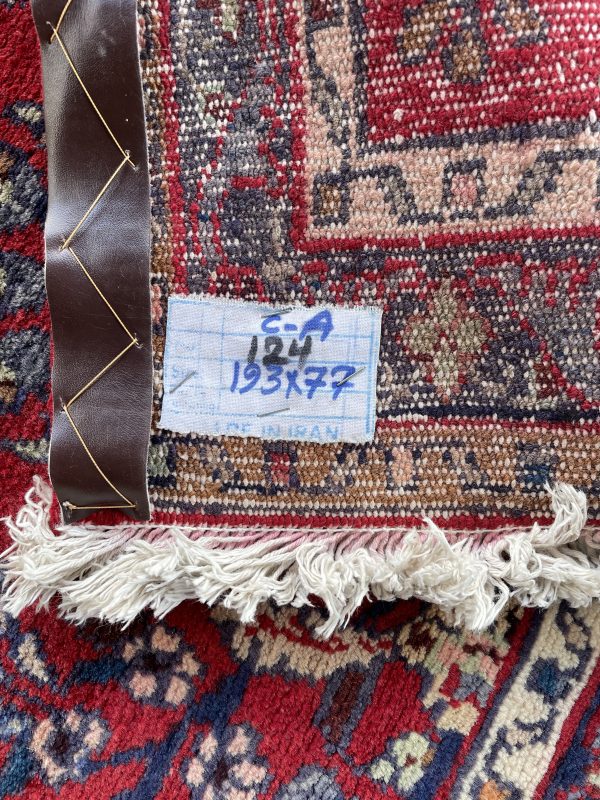 C-A
124
193x77
DE IN IRAN